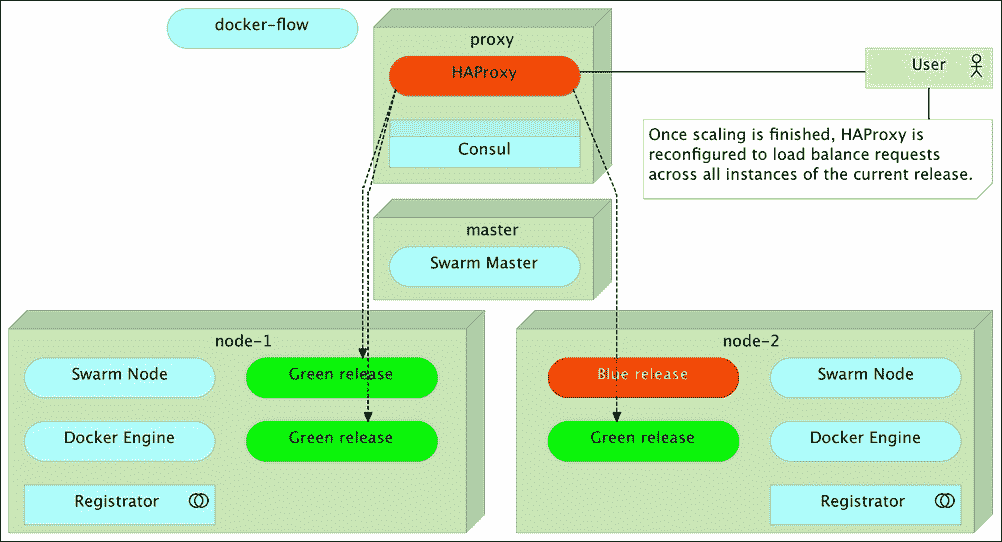 docker-flow
proxy
HAProxy
Consul
User
Once scaling is finished, HAProxy is
reconfigured to load balance requests
across all instances of the current release.
master
Swarm Master
node-1
Swarm Node
Green release
Docker Engine
Green release
Registrator
node-2
Blue release
Swarm Node
Green release
Docker Engine
Registrator